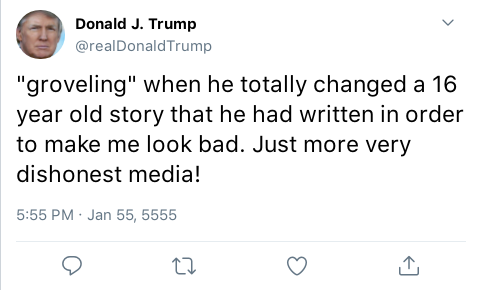 Donald J. Trump
@realDonaldTrump
"groveling" when he totally changed a 16
year old story that he had written in order
to make me look bad. Just more very
dishonest media!
5:55 PM · Jan 55, 5555